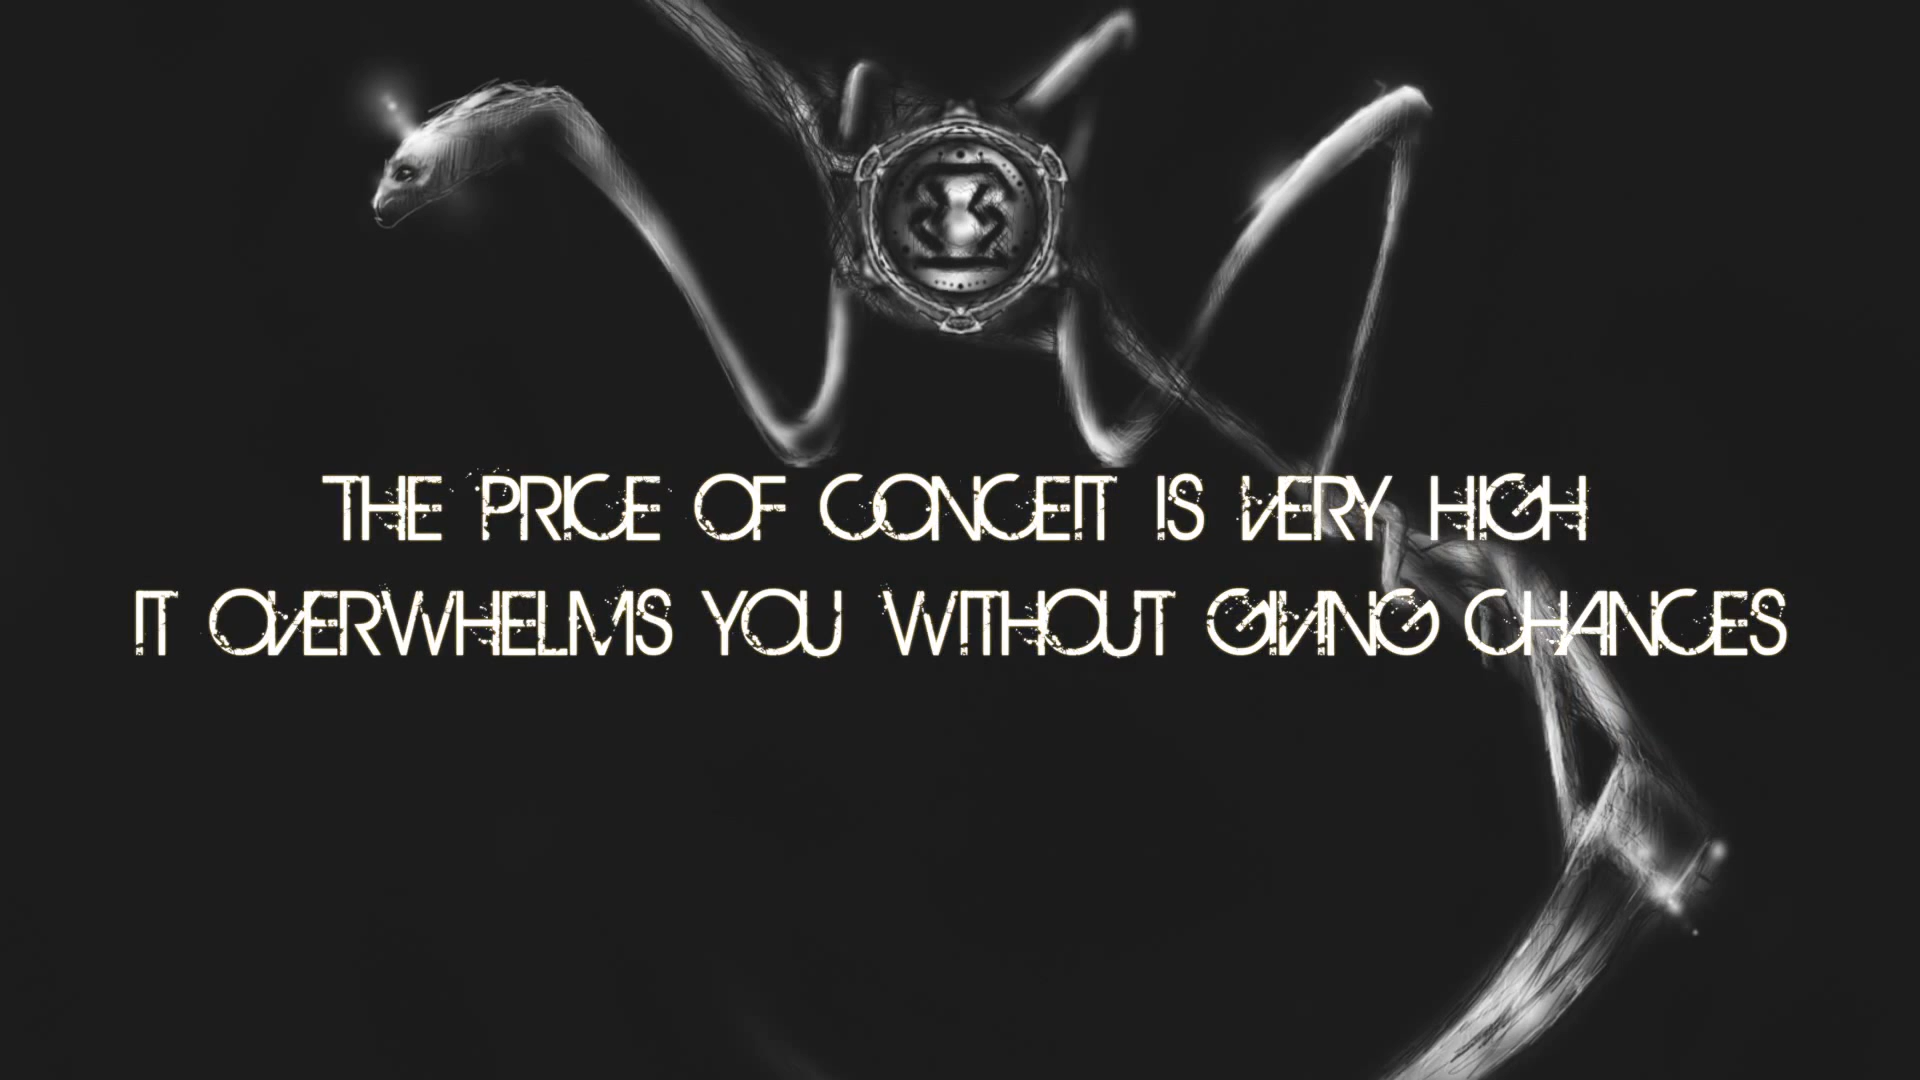 THE PRICE OF CONCEIT IS VERY HIGH
IT OVERWHELMS YOU WITHOUT GIVING CHANCES